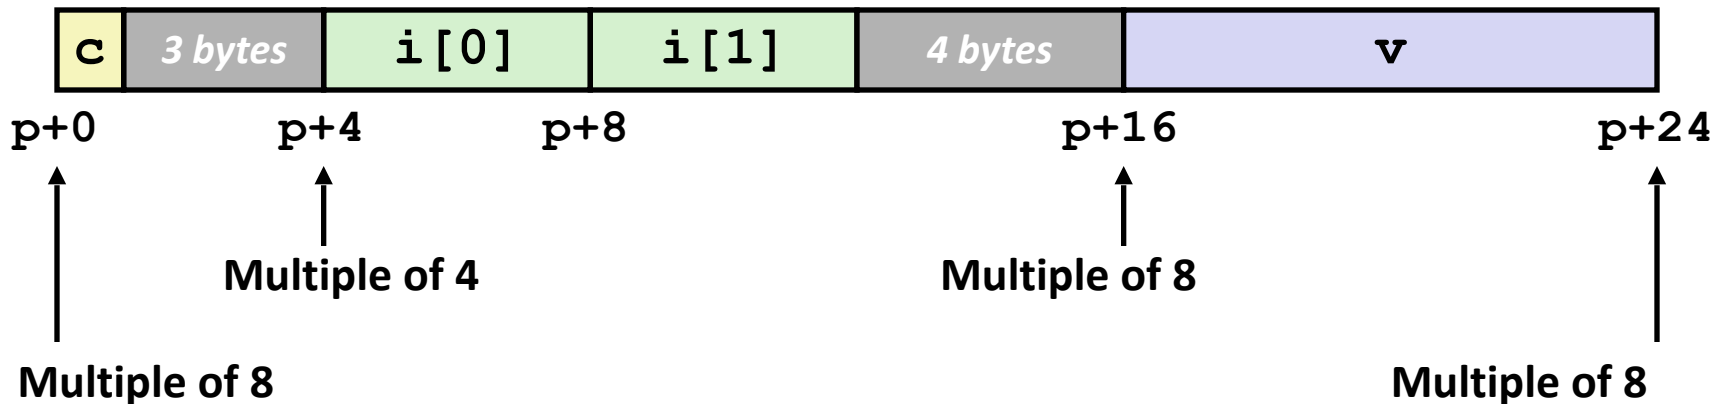 c 3 bytes i[0] i[1] 4 bytes v
p+0 p+4 p+8 p+16 p+24
Multiple of 4 Multiple of 8
Multiple of 8 Multiple of 8